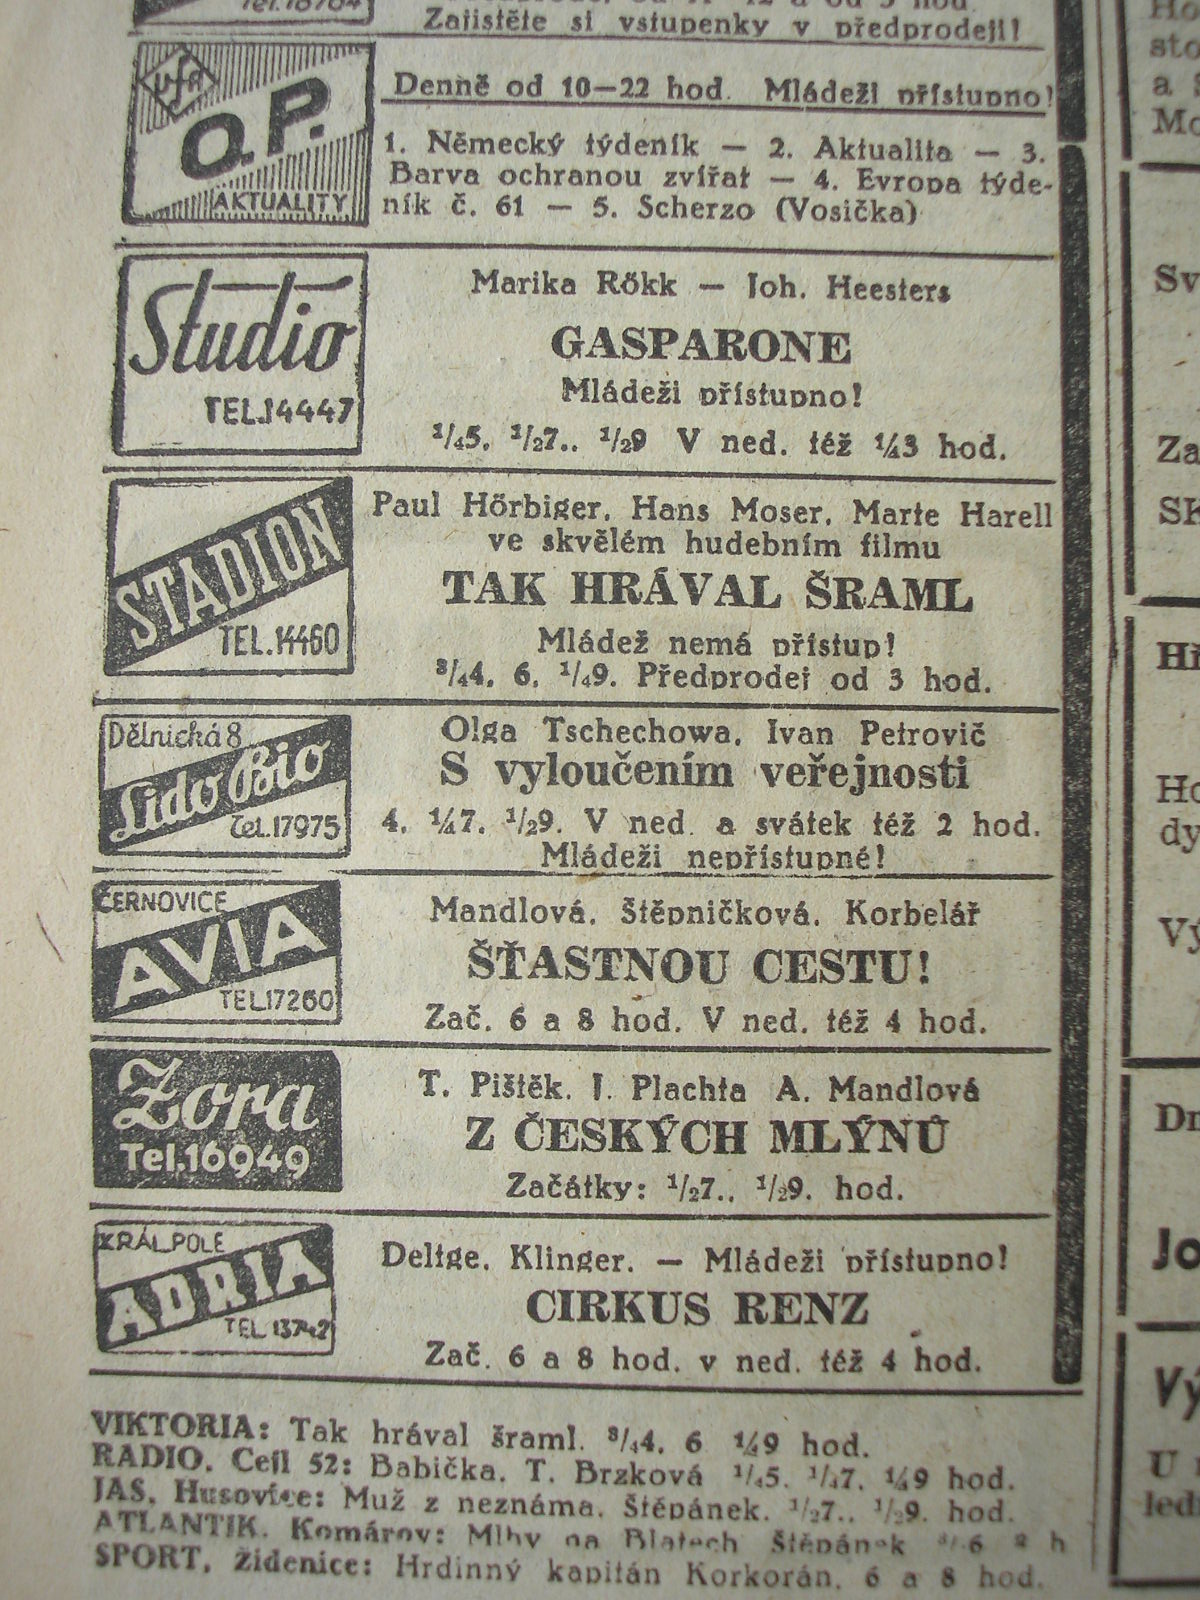 Zajistěte si vstupenky v předprodeji!
Ufa
O.P.
AKTUALITY
Denně od 10—22 hod. Mládeži přístupno!
1. Německý týdeník — 2. Aktualita — 3.
Barva ochranou zvířat — 4. Evropa týde-
ník č. 61 — 5. Scherzo (Vosička)
Studio
TEL.14447
Marika Rökk — Joh. Heesters
GASPARONE
Mládeži přístupno!
1/45, 1/27., 1/29 V ned. též 1/43 hod.
STADION
TEL.14460
Paul Hörbiger, Hans Moser, Marte Harell
ve skvělém hudebním filmu
TAK HRÁVAL ŠRAML
Mládež nemá přístup!
3/44, 6, 1/49. Předprodej od 3 hod.
Dělnická 8
Lido Bio
Tel.17975
Olga Tschechowa, Ivan Petrovič
S vyloučením veřejnosti
4, 1/47, 1/29. V ned. a svátek též 2 hod.
Mládeži nepřístupné!
ČERNOVICE
AVIA
TEL.17260
Mandlová, Štěpničková, Korbelář
ŠŤASTNOU CESTU!
Zač. 6 a 8 hod. V ned. též 4 hod.
Zora
Tel.16949
T. Pištěk, J. Plachta A. Mandlová
Z ČESKÝCH MLÝNŮ
Začátky: 1/27., 1/29. hod.
KRÁL.POLE
ADRIA
TEL 13742
Deltge, Klinger. — Mládeži přístupno!
CIRKUS RENZ
Zač. 6 a 8 hod. v ned. též 4 hod.
VIKTORIA: Tak hrával šraml. 3/44, 6 1/49 hod.
RADIO, Cejl 52: Babička, T. Brzková 1/45, 1/47, 1/49 hod.
JAS, Husovice: Muž z neznáma, Štěpánek. 1/27., 1/29. hod.
ATLANTIK, Komárov: Mlhy na Blatech Štěpánek 6 8 h
SPORT, Židenice: Hrdinný kapitán Korkorán, 6 a 8 hod.